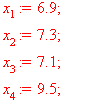 x₁ := 6.9;
x₂ := 7.3;
x₃ := 7.1;
x₄ := 9.5;